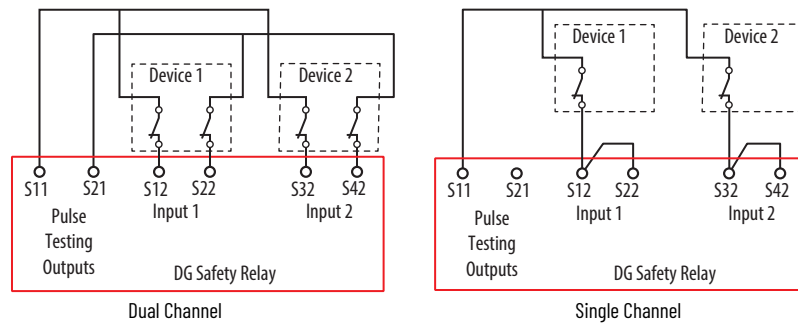 Device 1
Device 2
S11
S21
S12
S22
S32
S42
Pulse
Testing
Outputs
Input 1
Input 2
DG Safety Relay
Dual Channel
Device 1
Device 2
S11
S21
S12
S22
S32
S42
Pulse
Testing
Outputs
Input 1
Input 2
DG Safety Relay
Single Channel